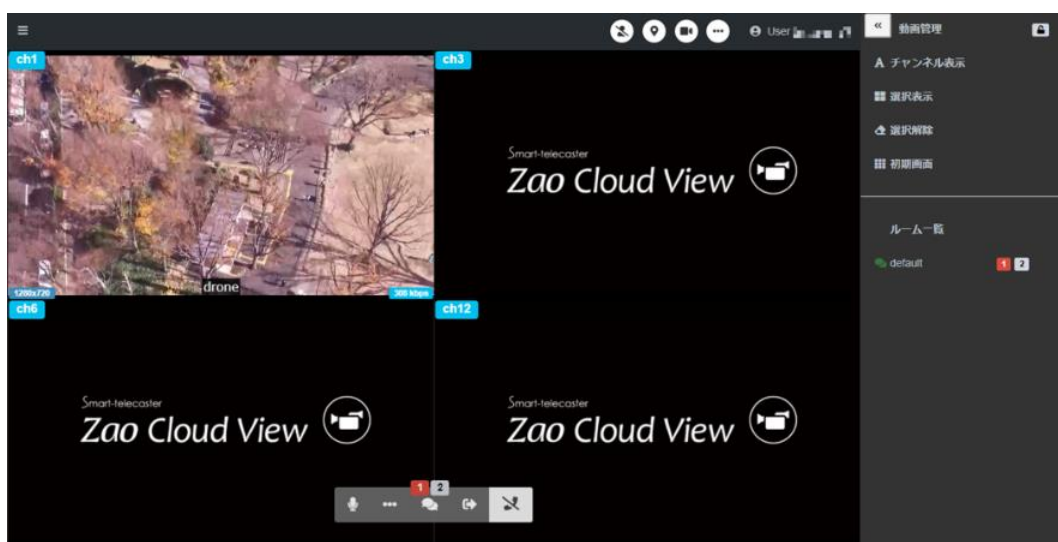 User
ch1
drone
1280x720
300 kbps
ch3
Smart-telecaster
Zao Cloud View
ch6
Smart-telecaster
Zao Cloud View
ch12
Smart-telecaster
Zao Cloud View
1 2
動画管理
A チャンネル表示
選択表示
選択解除
初期画面
ルーム一覧
default 1 2